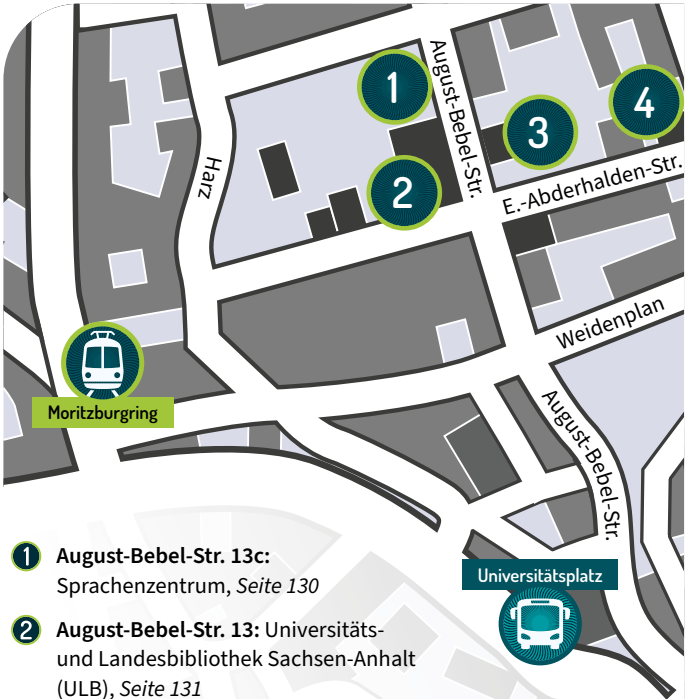 1
August-Bebel-Str.
4
3
Harz
2
E.-Abderhalden-Str.
Weidenplan
Moritzburgring
August-Bebel-Str.
Universitätsplatz
1 August-Bebel-Str. 13c:
Sprachenzentrum, Seite 130
2 August-Bebel-Str. 13: Universitäts-
und Landesbibliothek Sachsen-Anhalt
(ULB), Seite 131